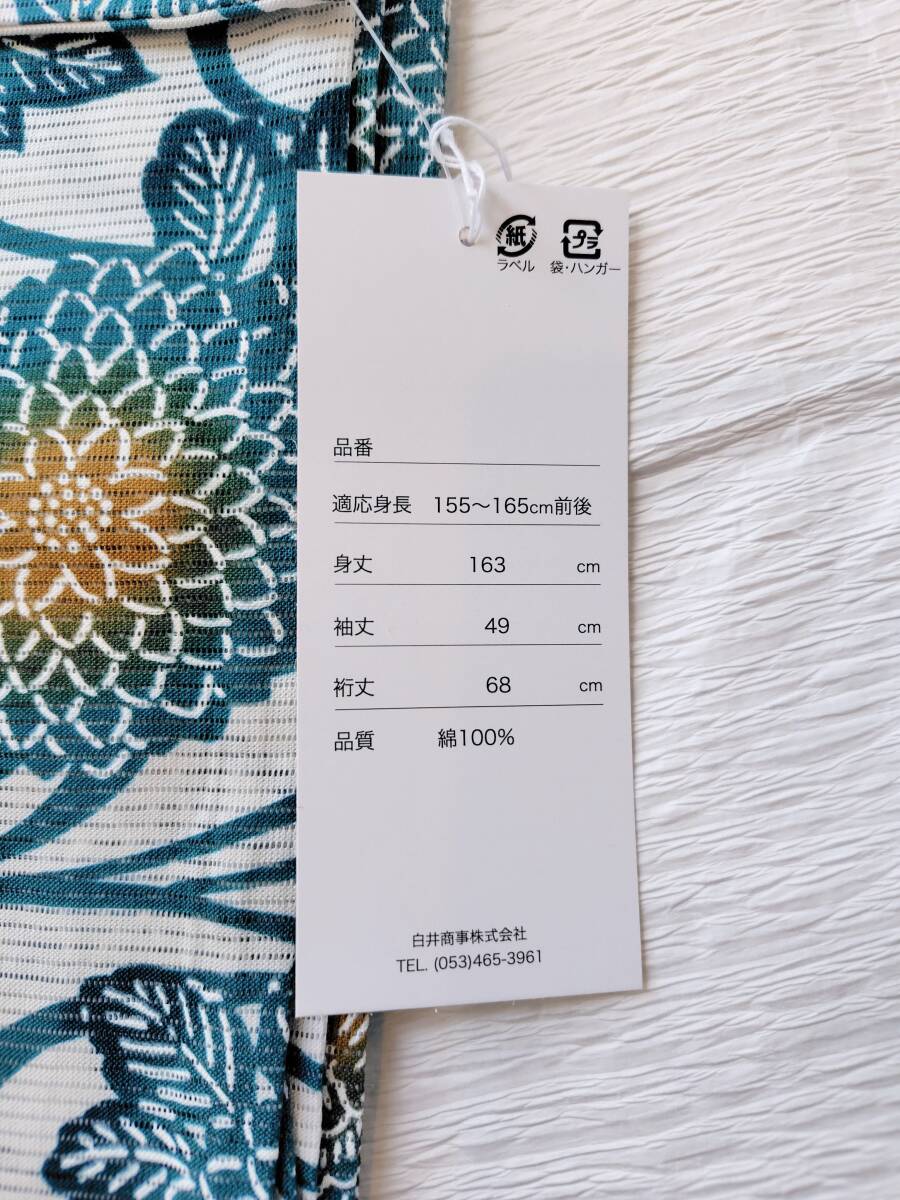 紙 プラ
ラベル 袋・ハンガー
品番
適応身長 155〜165cm前後
身丈 163 cm
袖丈 49 cm
裄丈 68 cm
品質 綿100%
白井商事株式会社
TEL. (053)465-3961